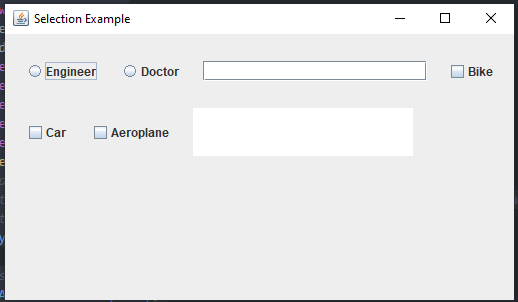 Selection Example
Engineer Doctor Bike
Car Aeroplane